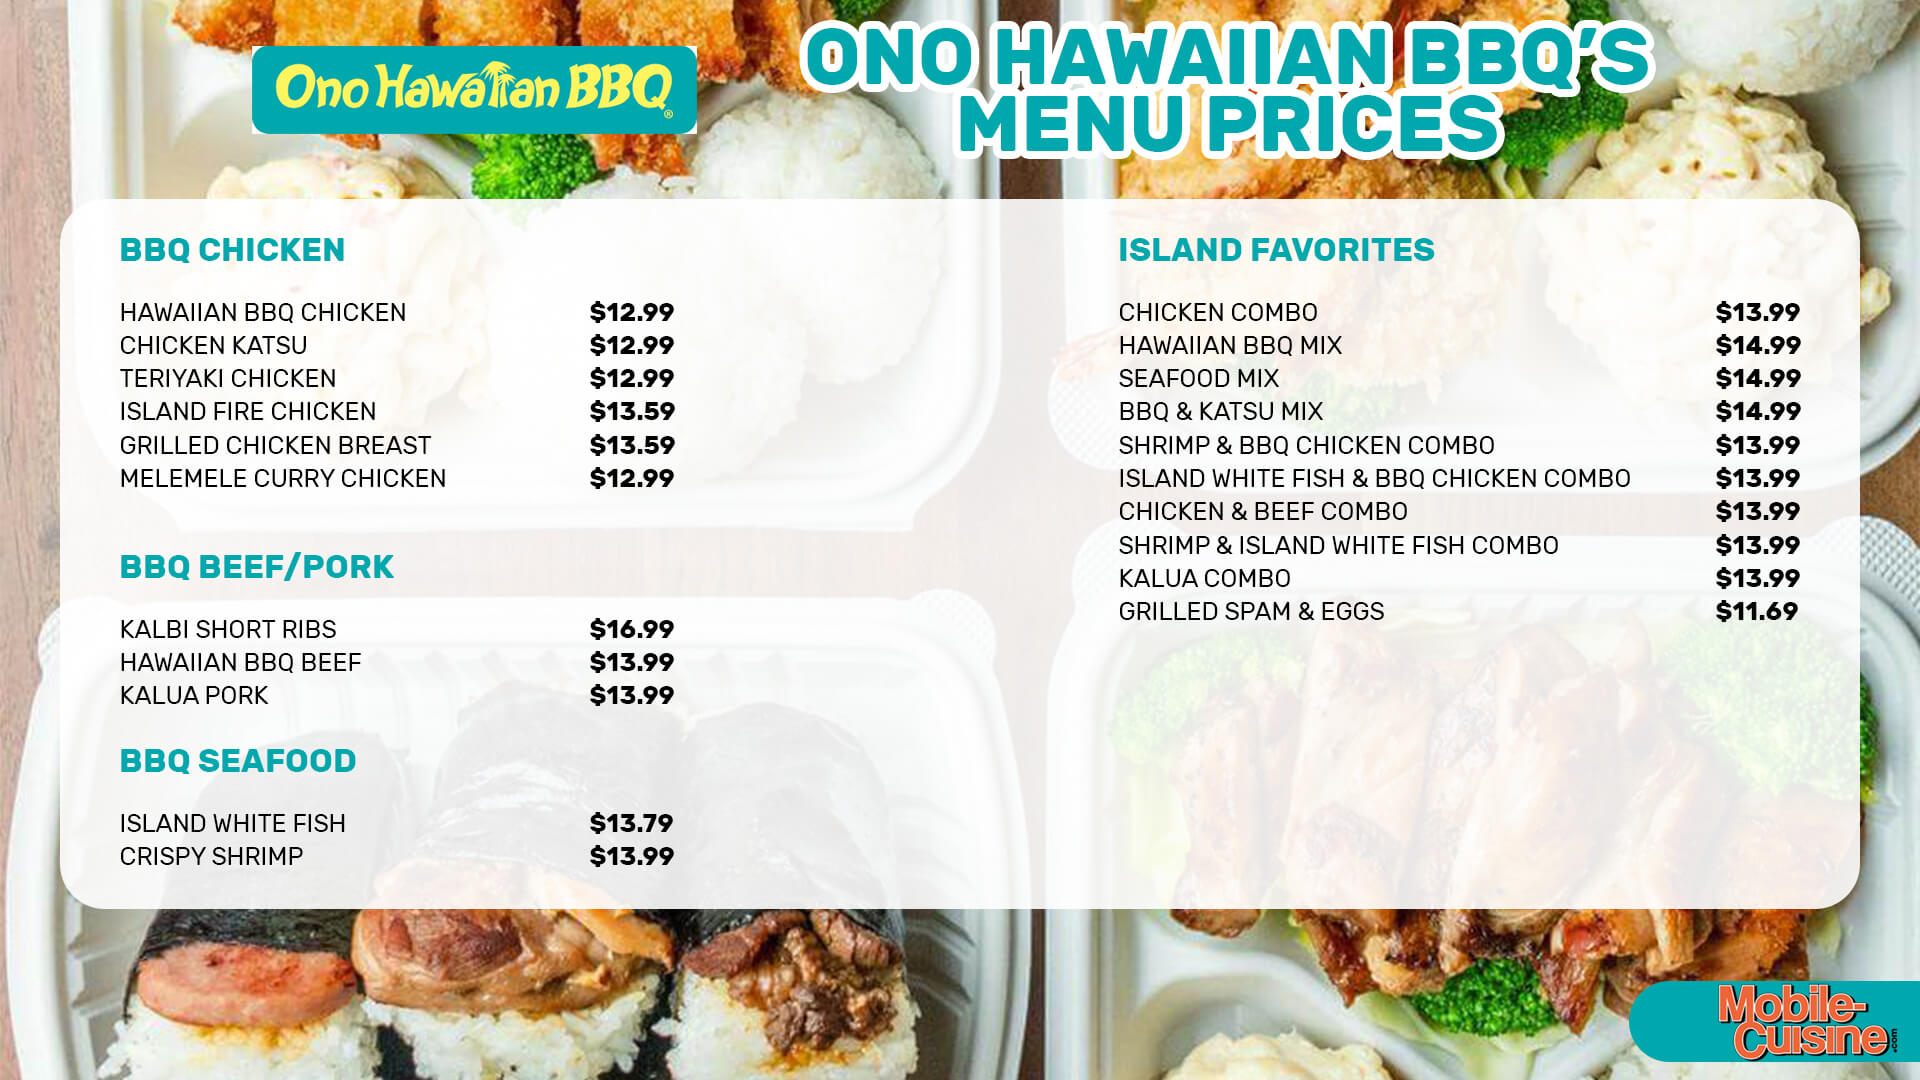 Ono Hawaiian BBQ®
ONO HAWAIIAN BBQ'S
MENU PRICES
BBQ CHICKEN
HAWAIIAN BBQ CHICKEN $12.99
CHICKEN KATSU $12.99
TERIYAKI CHICKEN $12.99
ISLAND FIRE CHICKEN $13.59
GRILLED CHICKEN BREAST $13.59
MELEMELE CURRY CHICKEN $12.99
BBQ BEEF/PORK
KALBI SHORT RIBS $16.99
HAWAIIAN BBQ BEEF $13.99
KALUA PORK $13.99
BBQ SEAFOOD
ISLAND WHITE FISH $13.79
CRISPY SHRIMP $13.99
ISLAND FAVORITES
CHICKEN COMBO $13.99
HAWAIIAN BBQ MIX $14.99
SEAFOOD MIX $14.99
BBQ & KATSU MIX $14.99
SHRIMP & BBQ CHICKEN COMBO $13.99
ISLAND WHITE FISH & BBQ CHICKEN COMBO $13.99
CHICKEN & BEEF COMBO $13.99
SHRIMP & ISLAND WHITE FISH COMBO $13.99
KALUA COMBO $13.99
GRILLED SPAM & EGGS $11.69
Mobile-
Cuisine.com